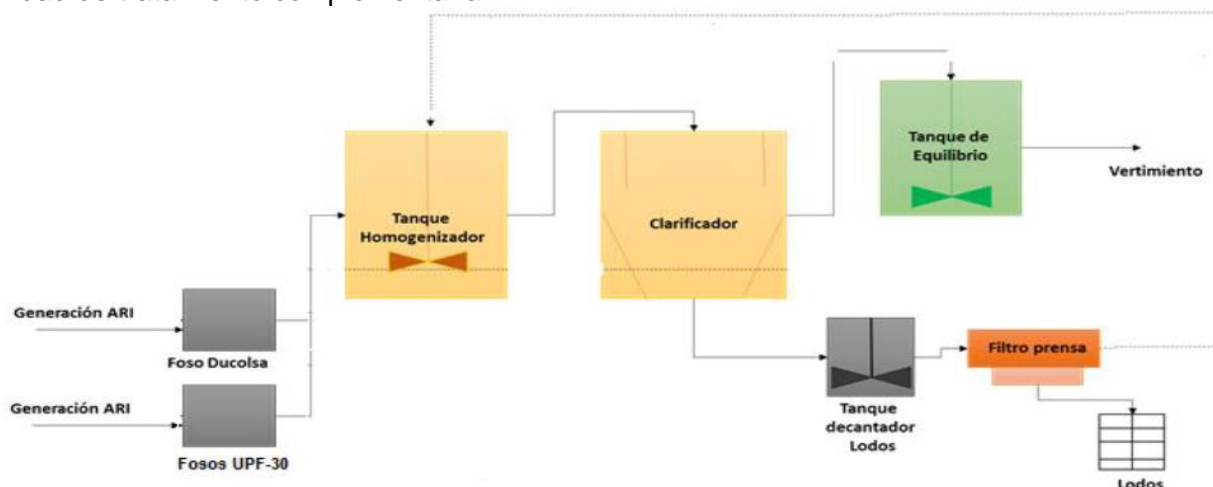 Tanque de
Equilibrio
Vertimiento
Tanque
Homogenizador
Clarificador
Generación ARI
Foso Ducolsa
Filtro prensa
Generación ARI
Fosos UPF-30
Tanque
decantador
Lodos
Lodos